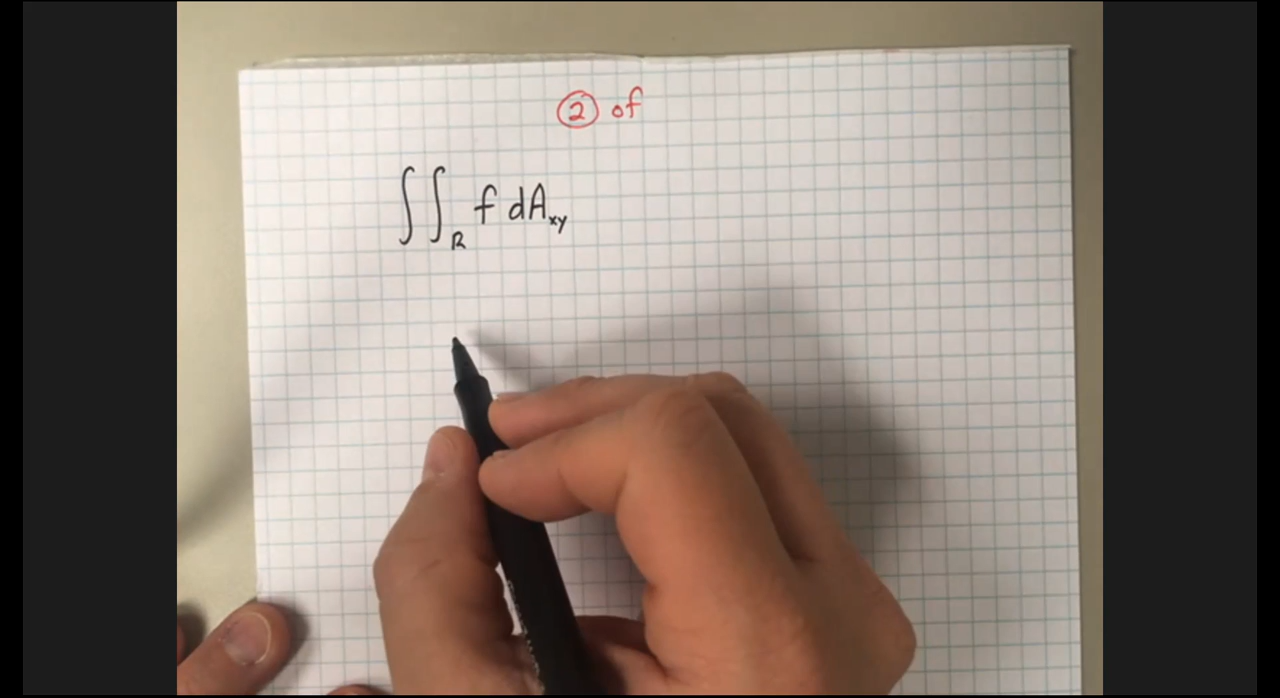 ② of
∫∫_R f dA_xy